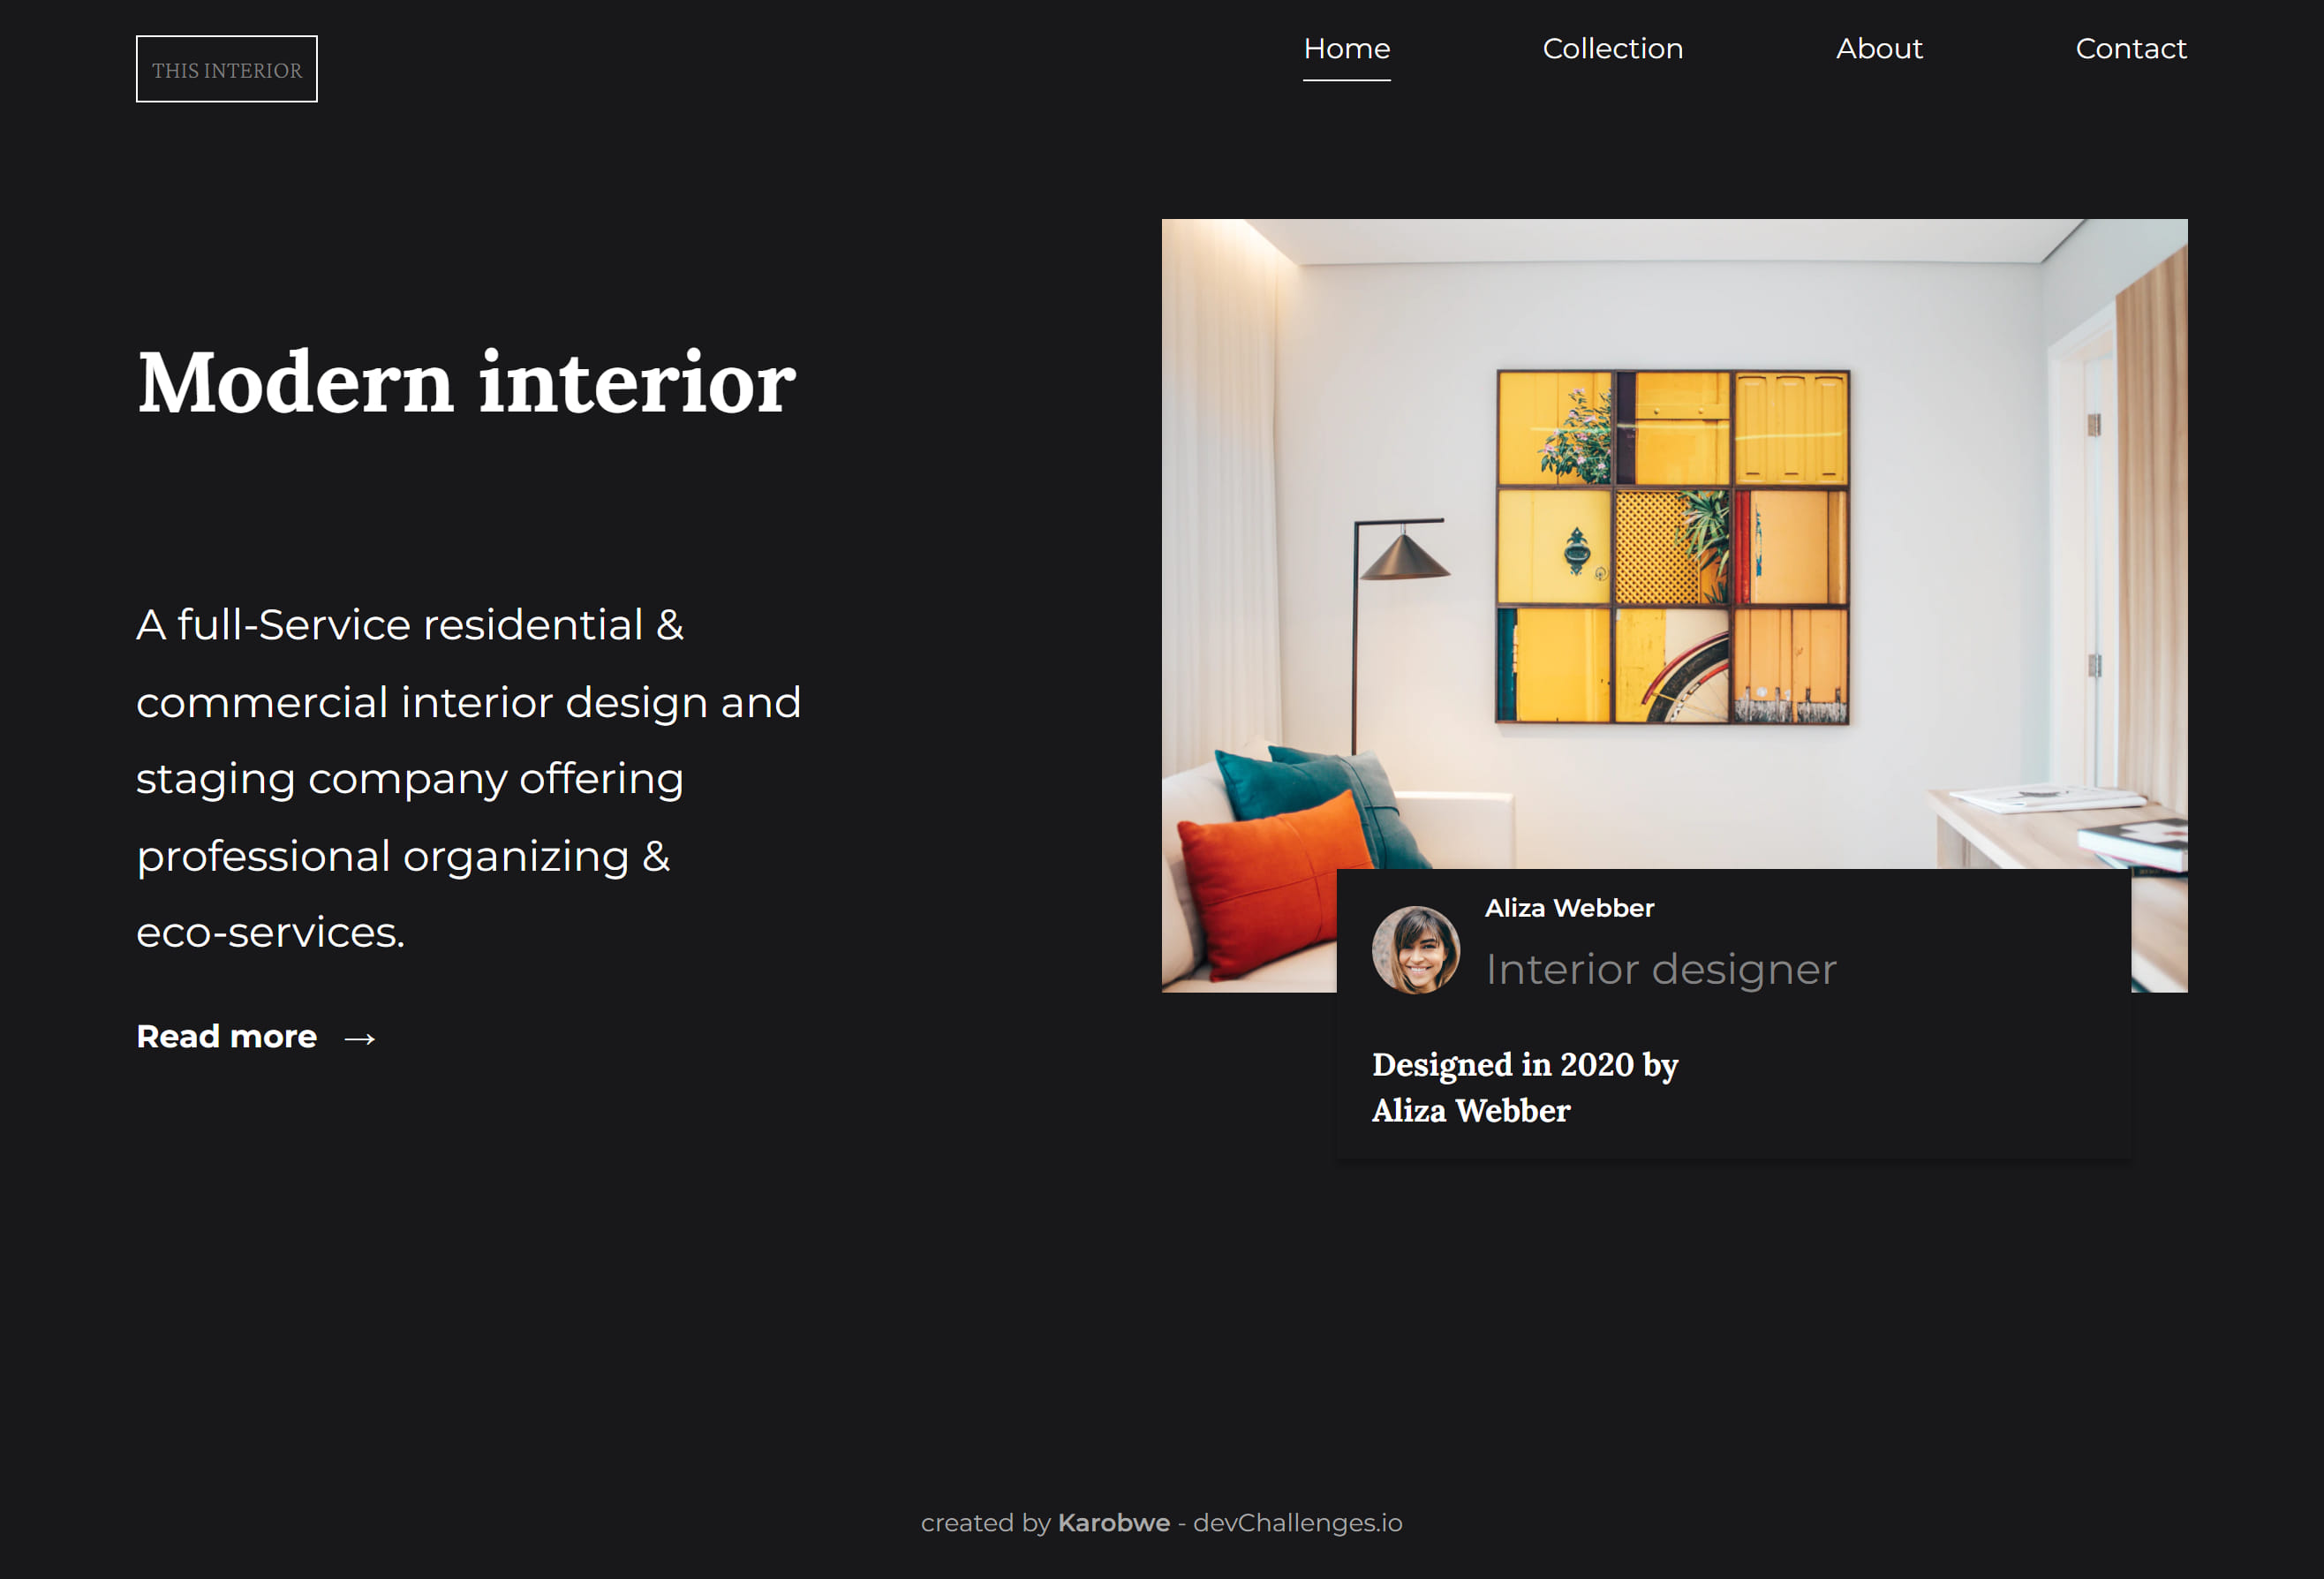 THIS INTERIOR
Home
Collection
About
Contact
Modern interior
A full-Service residential &
commercial interior design and
staging company offering
professional organizing &
eco-services.
Read more →
Aliza Webber
Interior designer
Designed in 2020 by
Aliza Webber
created by Karobwe - devChallenges.io